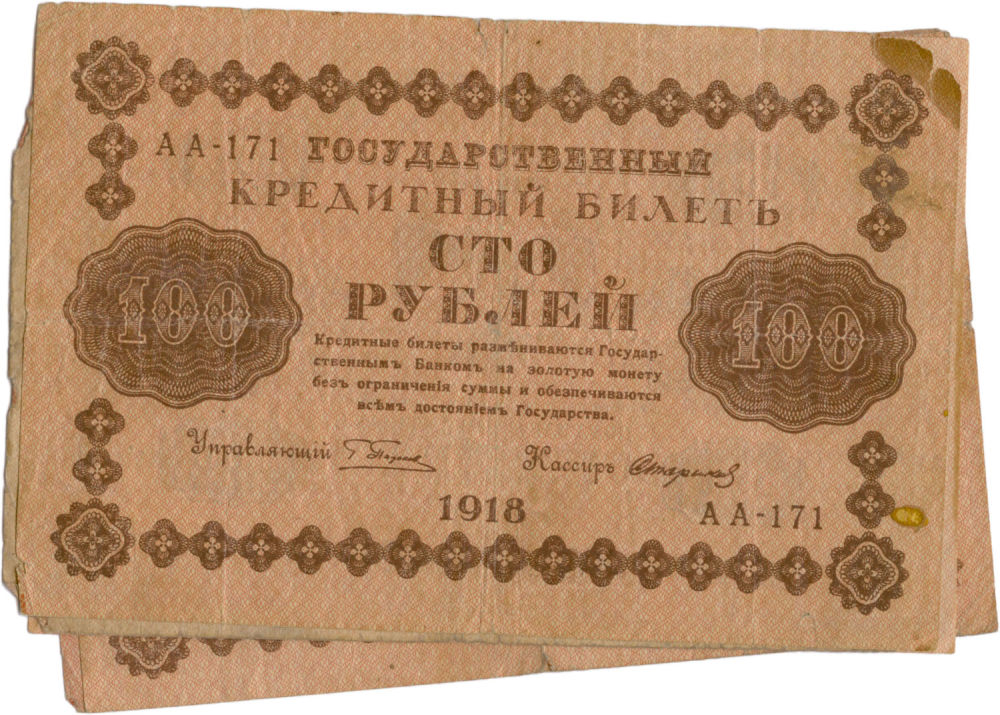 АА-171 ГОСУДАРСТВЕННЫЙ
КРЕДИТНЫЙ БИЛЕТЪ
СТО
РУБЛЕЙ
100
100
Кредитные билеты размѣниваются Государ-
ственнымъ Банкомъ на золотую монету
безъ ограниченія суммы и обезпечиваются
всѣмъ достояніемъ Государства.
Управляющій
Кассиръ Стариков
1918
АА-171